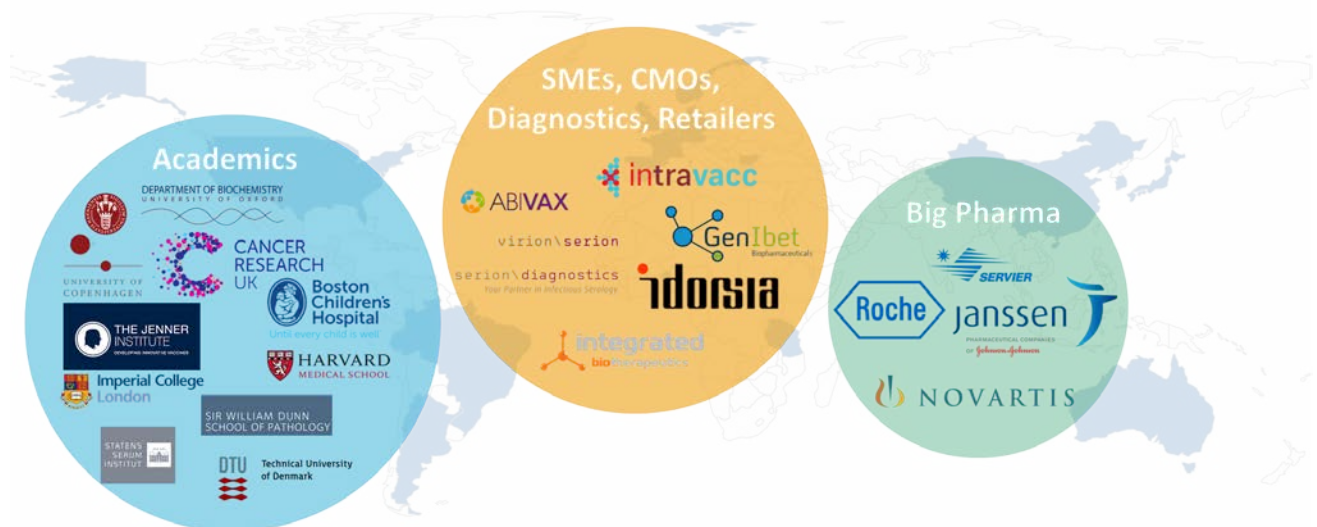 Academics
DEPARTMENT OF BIOCHEMISTRY
UNIVERSITY OF OXFORD
UNIVERSITY OF
COPENHAGEN
CANCER
RESEARCH
UK
Boston
Children's
Hospital
Until every child is well
THE JENNER
INSTITUTE
DEVELOPING INNOVATIVE VACCINES
HARVARD
MEDICAL SCHOOL
Imperial College
London
SIR WILLIAM DUNN
SCHOOL OF PATHOLOGY
STATENS
SERUM
INSTITUT
DTU
Technical University
of Denmark
SMEs, CMOs,
Diagnostics, Retailers
intravacc
ABIVAX
virion\serion
GenIbet
Biopharmaceuticals
serion\diagnostics
Your Partner in Infectious Serology
idorsia
integrated
biotherapeutics
Big Pharma
SERVIER
Roche
janssen
PHARMACEUTICAL COMPANIES
OF Johnson & Johnson
NOVARTIS